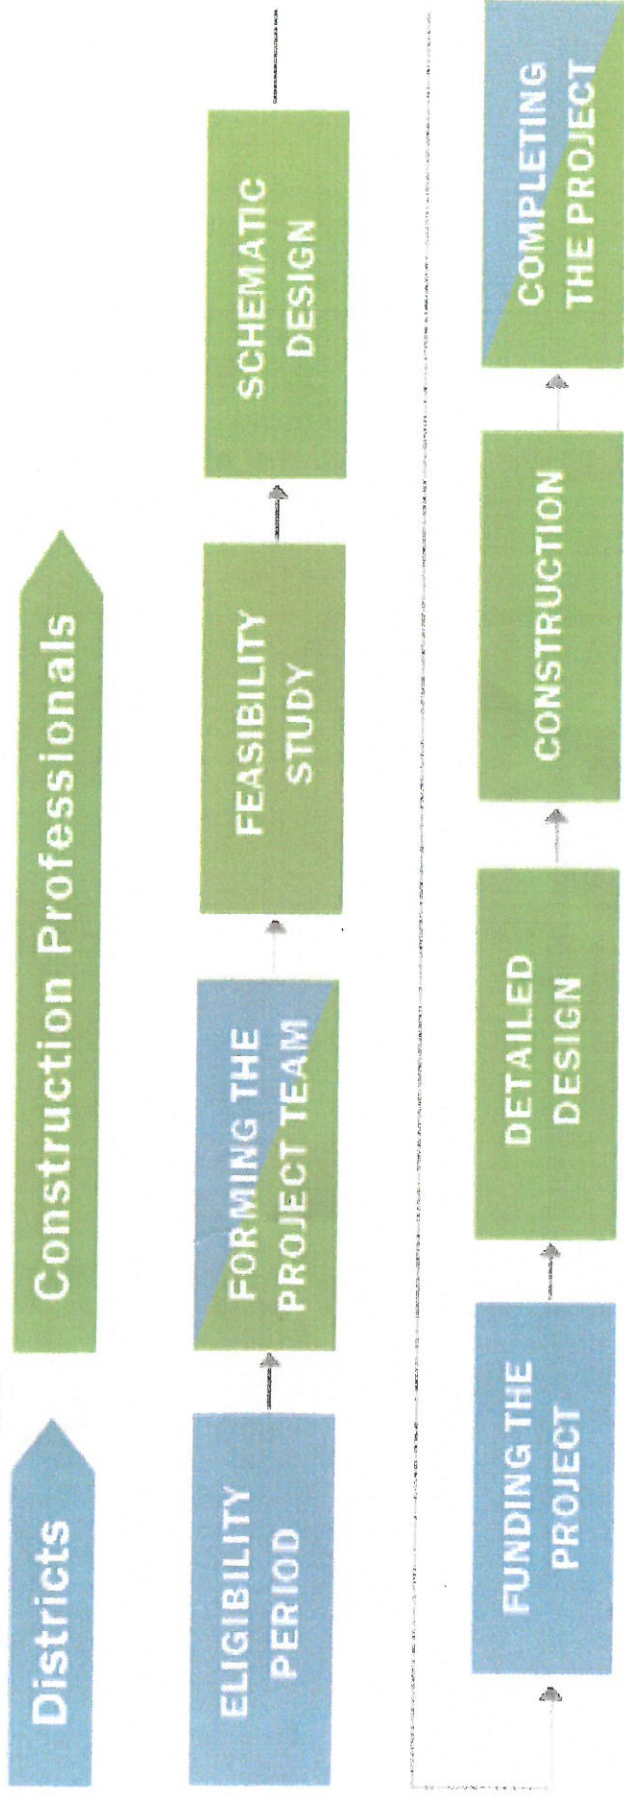 Districts
Construction Professionals
ELIGIBILITY
PERIOD
FORMING THE
PROJECT TEAM
FEASIBILITY
STUDY
SCHEMATIC
DESIGN
FUNDING THE
PROJECT
DETAILED
DESIGN
CONSTRUCTION
COMPLETING
THE PROJECT